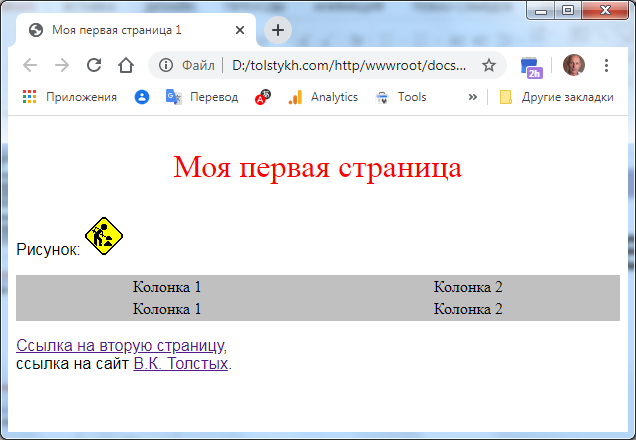 Моя первая страница 1
Файл D:/tolstykh.com/http/wwwroot/docs...
2h
Приложения Перевод Analytics Tools » Другие закладки
Моя первая страница
Рисунок:
Колонка 1 Колонка 2
Колонка 1 Колонка 2
Ссылка на вторую страницу,
ссылка на сайт В.К. Толстых.